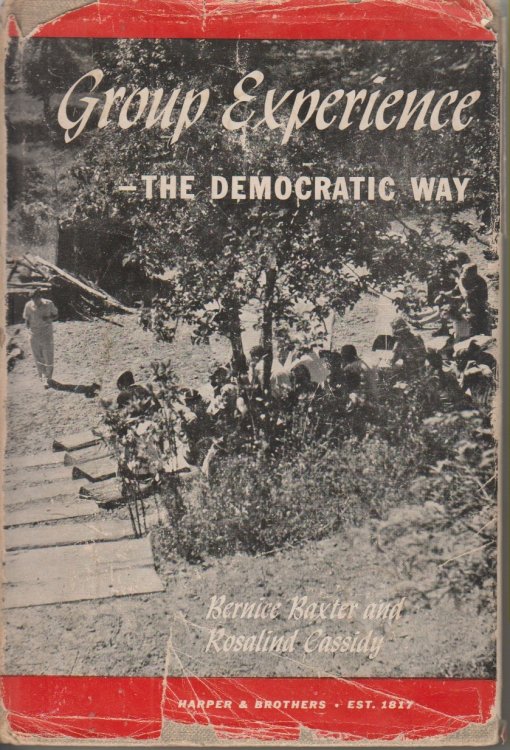 Group Experience
–THE DEMOCRATIC WAY
Bernice Baxter and
Rosalind Cassidy
HARPER & BROTHERS • EST. 1817